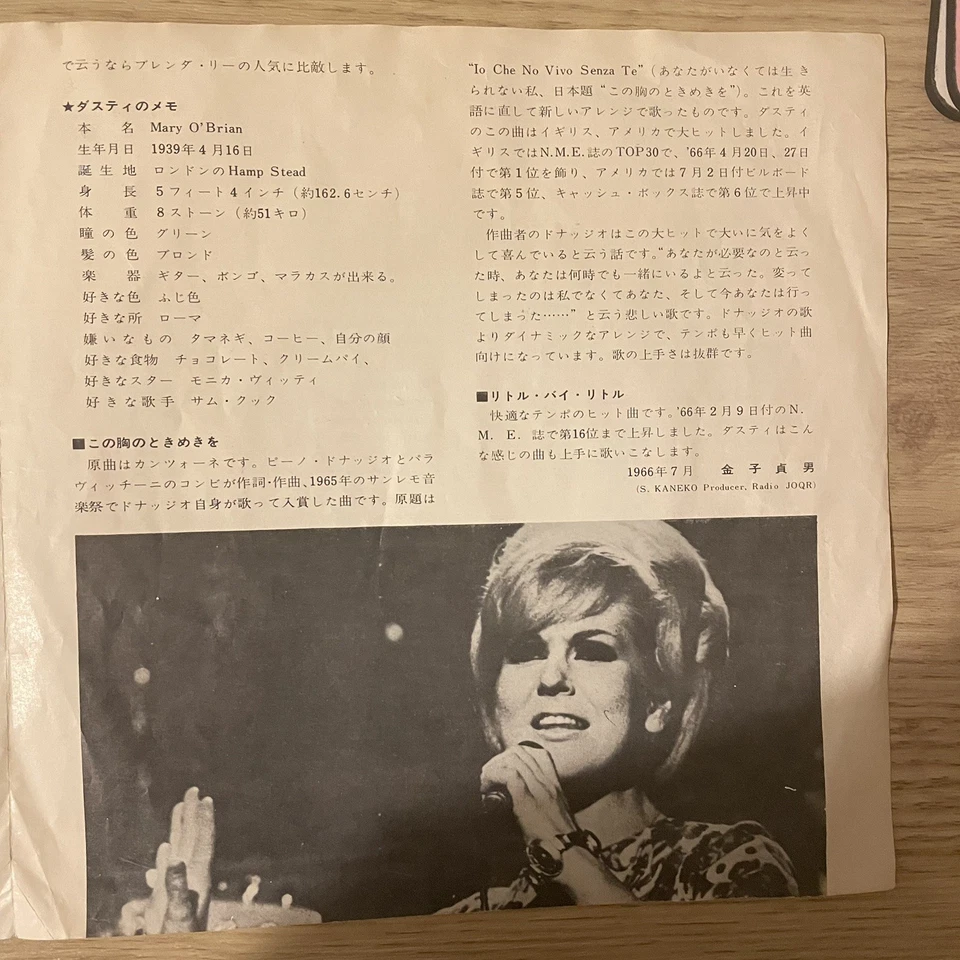 で云うならブレンダ・リーの人気に比敵します。
★ダスティのメモ
本　名　Mary O'Brian
生年月日　1939年4月16日
誕生地　ロンドンのHamp Stead
身　長　5フィート4インチ（約162.6センチ）
体　重　8ストーン（約51キロ）
瞳の色　グリーン
髪の色　ブロンド
楽　器　ギター、ボンゴ、マラカスが出来る。
好きな色　ふじ色
好きな所　ローマ
嫌いなもの　タマネギ、コーヒー、自分の顔
好きな食物　チョコレート、クリームパイ、
好きなスター　モニカ・ヴィッティ
好きな歌手　サム・クック
■この胸のときめきを
原曲はカンツォーネです。ピーノ・ドナッジオとパラ
ヴィッチーニのコンビが作詞・作曲、1965年のサンレモ音
楽祭でドナッジオ自身が歌って入賞した曲です。原題は
“Io Che No Vivo Senza Te”（あなたがいなくては生き
られない私、日本題“この胸のときめきを”）。これを英
語に直して新しいアレンジで歌ったものです。ダスティ
のこの曲はイギリス、アメリカで大ヒットしました。イ
ギリスではN.M.E.誌のTOP30で、'66年4月20日、27日
付で第1位を飾り、アメリカでは7月2日付ビルボード
誌で第5位、キャッシュ・ボックス誌で第6位で上昇中
です。
作曲者のドナッジオはこの大ヒットで大いに気をよく
して喜んでいると云う話です。“あなたが必要なのと云っ
た時、あなたは何時でも一緒にいるよと云った。変って
しまったのは私でなくてあなた、そして今あなたは行っ
てしまった……”と云う悲しい歌です。ドナッジオの歌
よりダイナミックなアレンジで、テンポも早くヒット曲
向けになっています。歌の上手さは抜群です。
■リトル・バイ・リトル
快適なテンポのヒット曲です。'66年2月9日付のN.
M. E. 誌で第16位まで上昇しました。ダスティはこん
な感じの曲も上手に歌いこなします。
1966年7月　金子貞男
(S. KANEKO Producer, Radio JOQR)